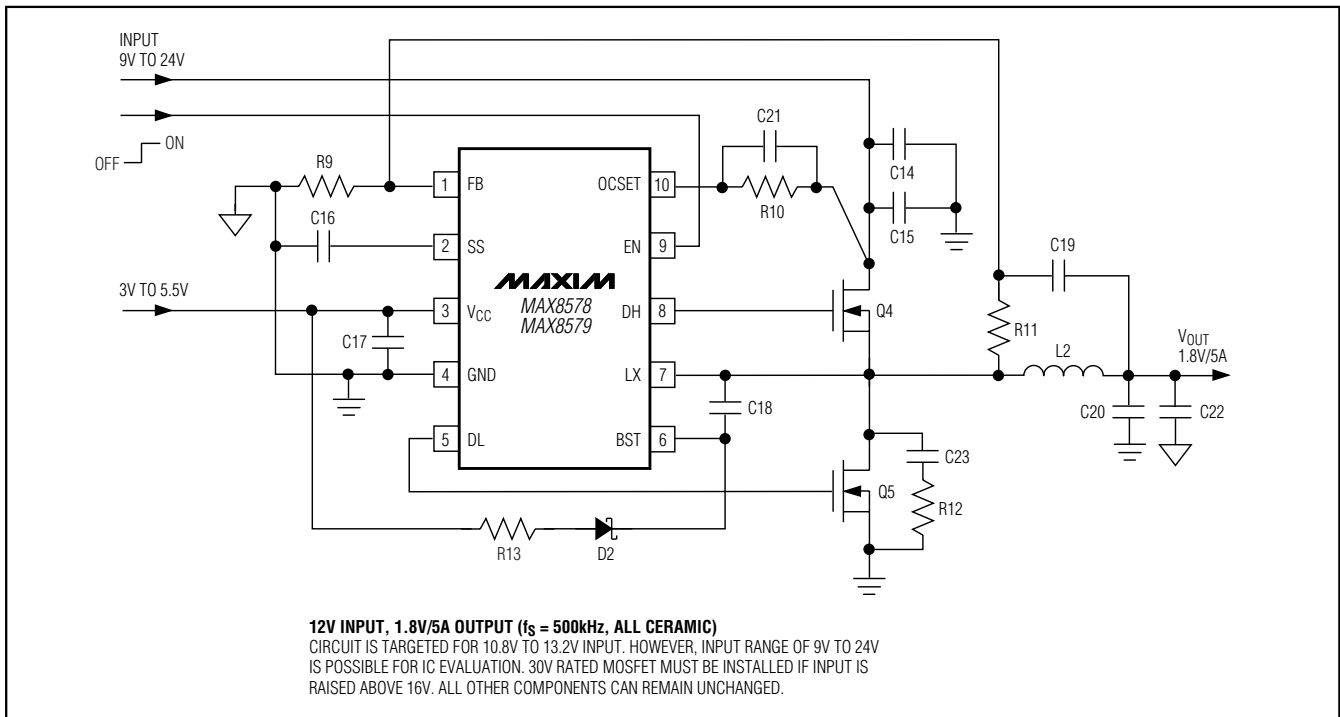 INPUT
9V TO 24V
OFF
ON
R9
C16
3V TO 5.5V
C17
1 FB
2 SS
3 VCC
4 GND
5 DL
MAXIM
MAX8578
MAX8579
OCSET 10
EN 9
DH 8
LX 7
BST 6
C21
R10
C14
C15
Q4
C19
R11
L2
VOUT
1.8V/5A
C20
C22
C18
C23
Q5
R12
R13
D2
12V INPUT, 1.8V/5A OUTPUT (fS = 500kHz, ALL CERAMIC)
CIRCUIT IS TARGETED FOR 10.8V TO 13.2V INPUT. HOWEVER, INPUT RANGE OF 9V TO 24V
IS POSSIBLE FOR IC EVALUATION. 30V RATED MOSFET MUST BE INSTALLED IF INPUT IS
RAISED ABOVE 16V. ALL OTHER COMPONENTS CAN REMAIN UNCHANGED.